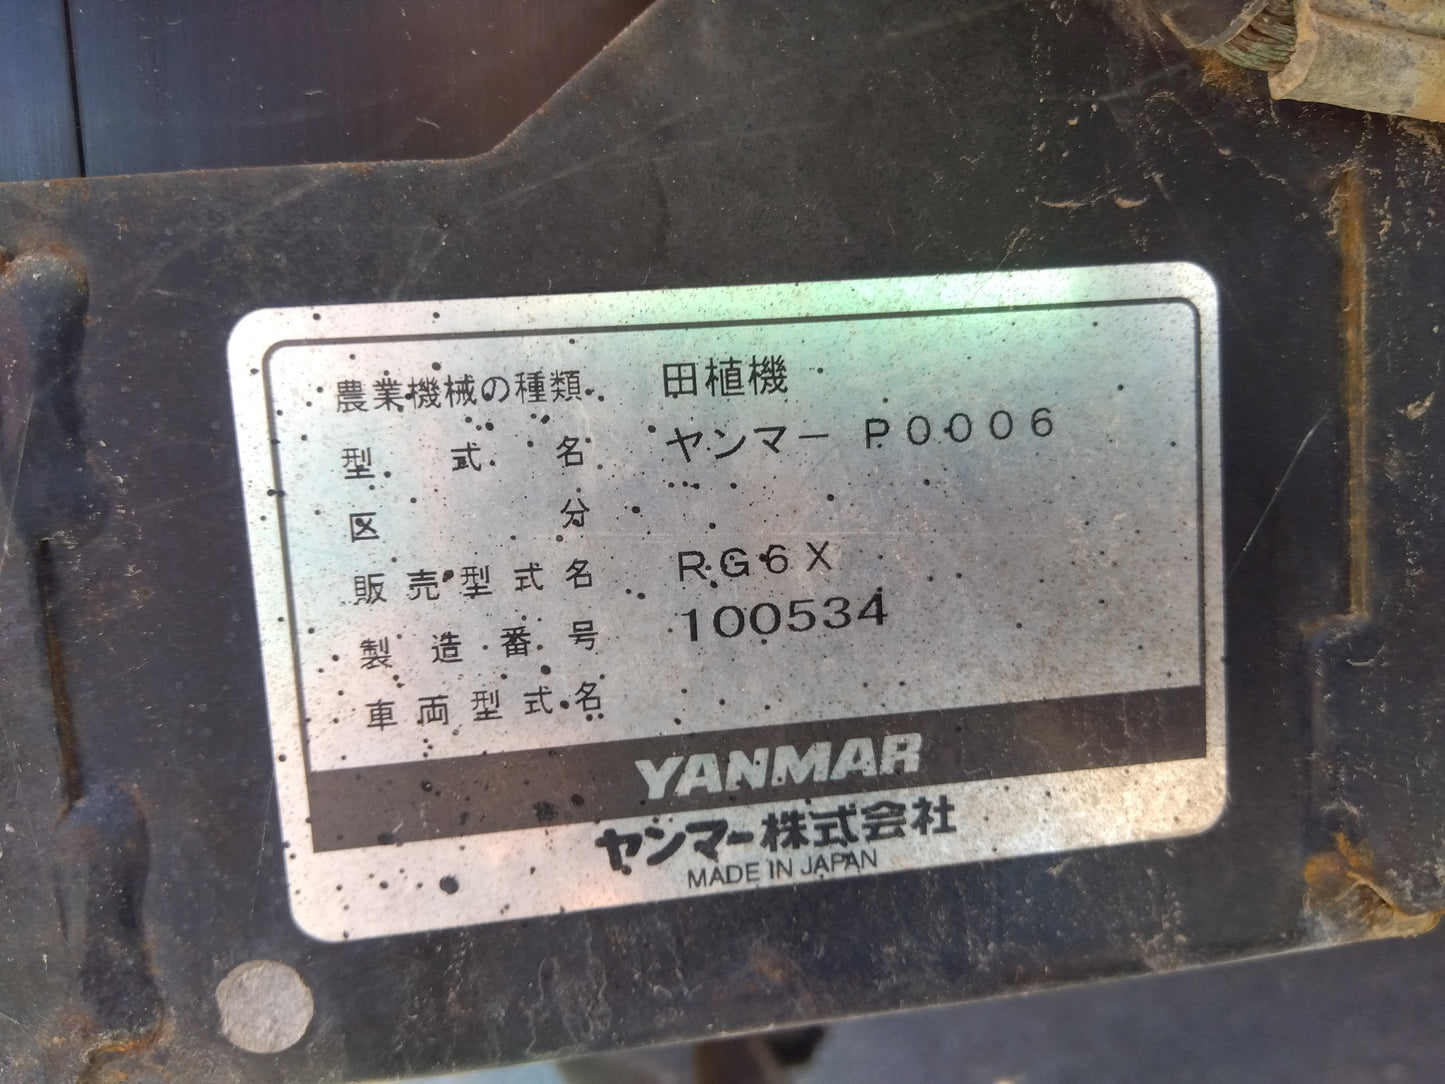 農業機械の種類 田植機
型式名 ヤンマー P0006
区分
販売型式名 RG6X
製造番号 100534
車両型式名
YANMAR
ヤンマー株式会社
MADE IN JAPAN